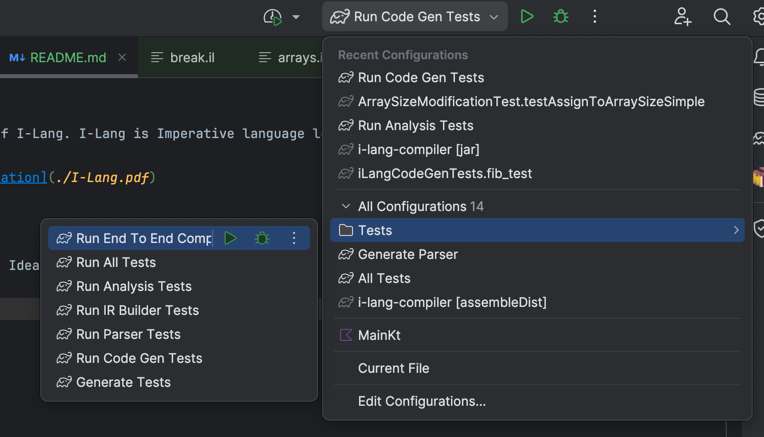 Run Code Gen Tests
M↓ README.md
break.il
arrays.i
f I-Lang. I-Lang is Imperative language l
ation](./I-Lang.pdf)
Idea
Recent Configurations
Run Code Gen Tests
ArraySizeModificationTest.testAssignToArraySizeSimple
Run Analysis Tests
i-lang-compiler [jar]
iLangCodeGenTests.fib_test
All Configurations 14
Tests
Generate Parser
All Tests
i-lang-compiler [assembleDist]
MainKt
Current File
Edit Configurations...
Run End To End Comp
Run All Tests
Run Analysis Tests
Run IR Builder Tests
Run Parser Tests
Run Code Gen Tests
Generate Tests